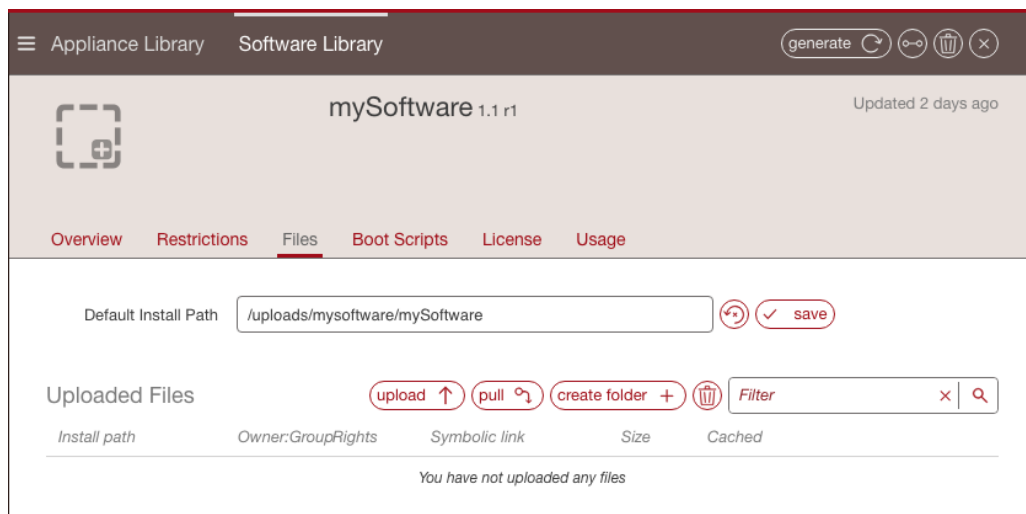 Appliance Library Software Library generate
mySoftware 1.1 r1 Updated 2 days ago
Overview Restrictions Files Boot Scripts License Usage
Default Install Path /uploads/mysoftware/mySoftware save
Uploaded Files upload pull create folder Filter
Install path Owner:GroupRights Symbolic link Size Cached
You have not uploaded any files